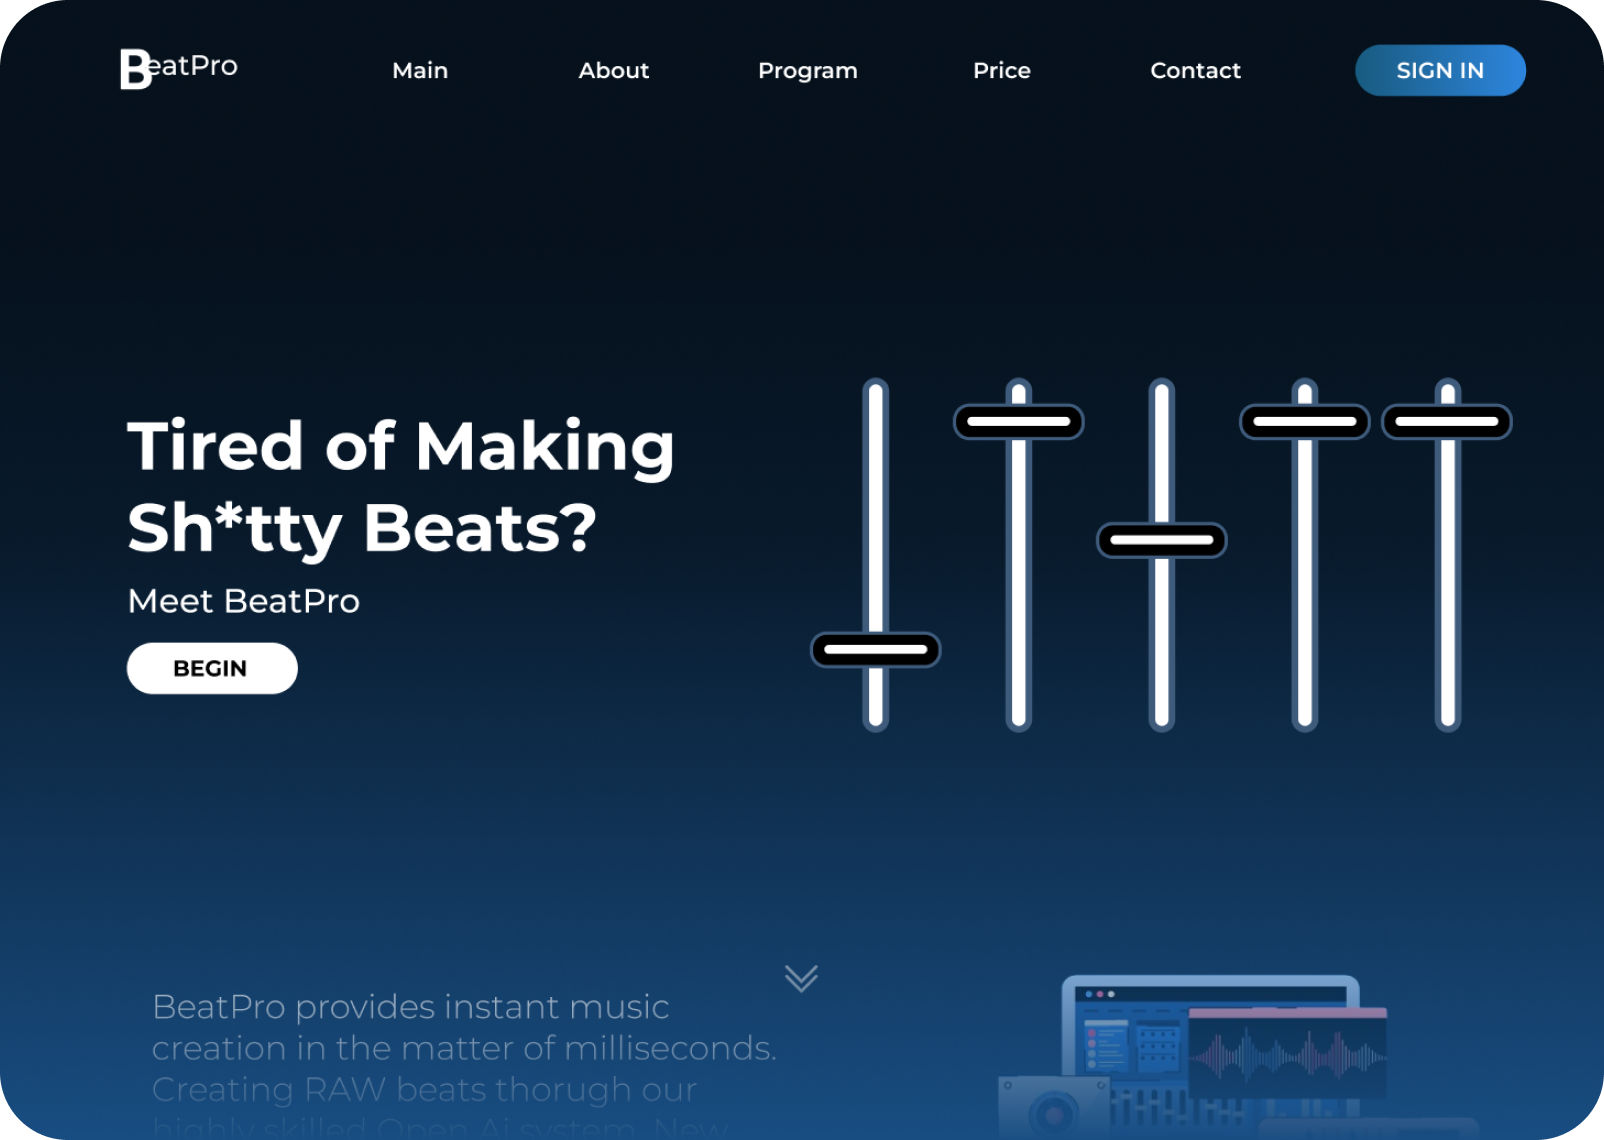 BeatPro
Main
About
Program
Price
Contact
SIGN IN
Tired of Making
Sh*tty Beats?
Meet BeatPro
BEGIN
BeatPro provides instant music
creation in the matter of milliseconds.
Creating RAW beats thorugh our
highly skilled Open Ai system. New